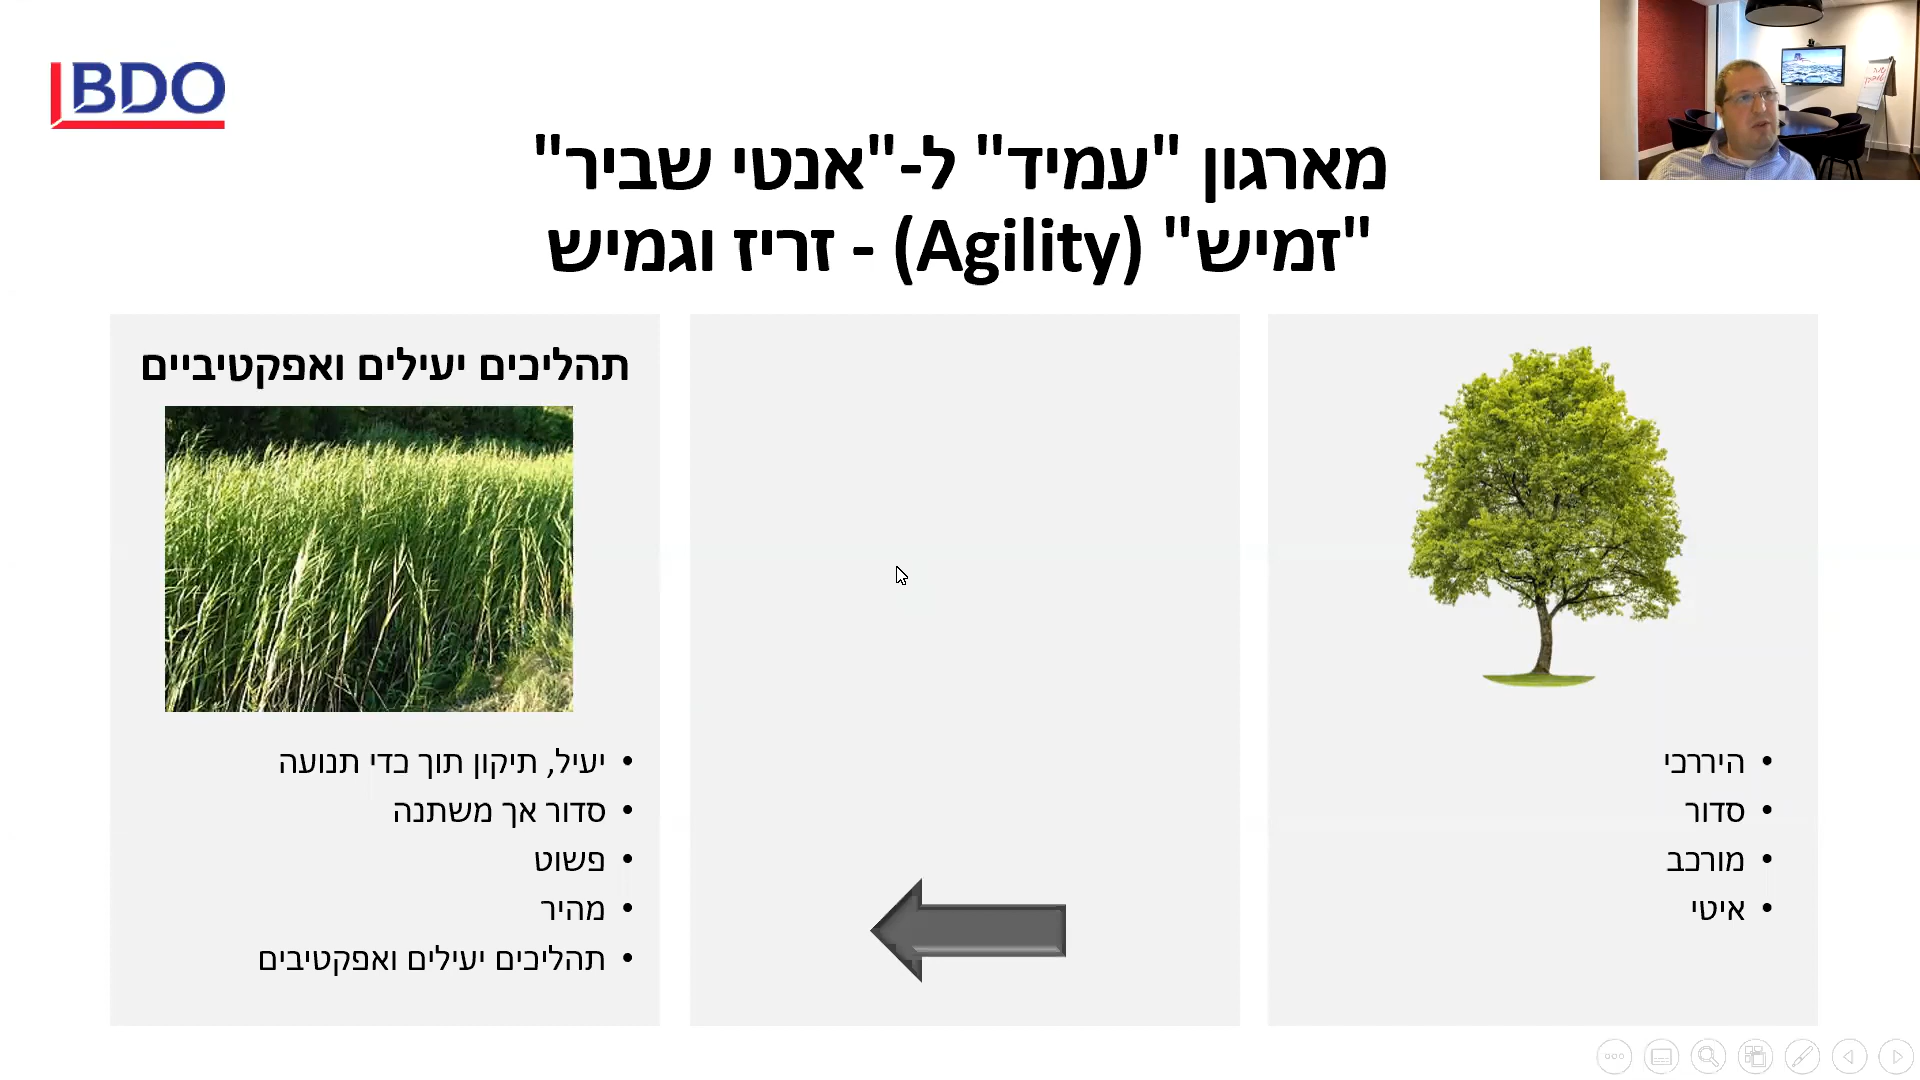 BDO
מארגון "עמיד" ל-"אנטי שביר"
"זמיש" (Agility) - זריז וגמיש
היררכי
סדור
מורכב
איטי
תהליכים יעילים ואפקטיביים
יעיל, תיקון תוך כדי תנועה
סדור אך משתנה
פשוט
מהיר
תהליכים יעילים ואפקטיבים